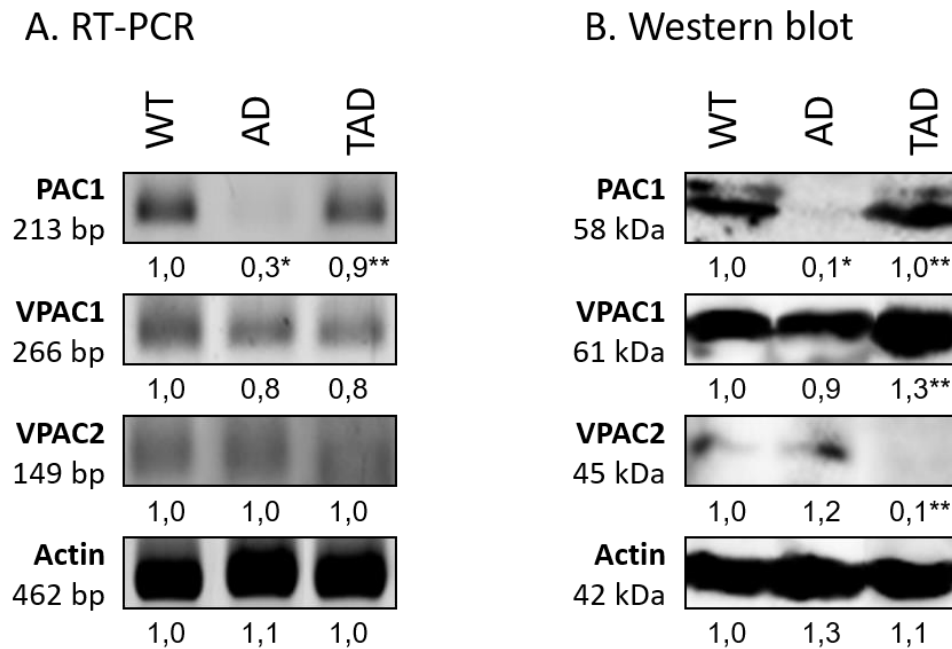 A. RT-PCR
WT AD TAD
PAC1
213 bp
1,0 0,3* 0,9**
VPAC1
266 bp
1,0 0,8 0,8
VPAC2
149 bp
1,0 1,0 1,0
Actin
462 bp
1,0 1,1 1,0
B. Western blot
WT AD TAD
PAC1
58 kDa
1,0 0,1* 1,0**
VPAC1
61 kDa
1,0 0,9 1,3**
VPAC2
45 kDa
1,0 1,2 0,1**
Actin
42 kDa
1,0 1,3 1,1